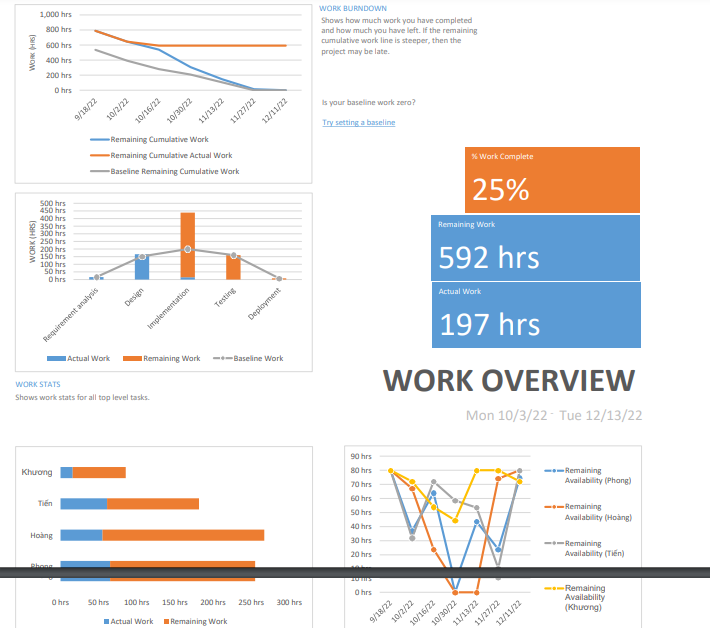 WORK BURNDOWN
Shows how much work you have completed
and how much you have left. If the remaining
cumulative work line is steeper, then the
project may be late.
Is your baseline work zero?
Try setting a baseline
1,000 hrs
800 hrs
600 hrs
400 hrs
200 hrs
0 hrs
WORK (HRS)
9/18/22
10/2/22
10/16/22
10/30/22
11/13/22
11/27/22
12/11/22
Remaining Cumulative Work
Remaining Cumulative Actual Work
Baseline Remaining Cumulative Work
% Work Complete
25%
Remaining Work
592 hrs
Actual Work
197 hrs
500 hrs
450 hrs
400 hrs
350 hrs
300 hrs
250 hrs
200 hrs
150 hrs
100 hrs
50 hrs
0 hrs
WORK (HRS)
Requirement analysis
Design
Implementation
Testing
Deployment
Actual Work
Remaining Work
Baseline Work
WORK OVERVIEW
Mon 10/3/22 - Tue 12/13/22
WORK STATS
Shows work stats for all top level tasks.
Khương
Tiến
Hoàng
Phong
0 hrs
50 hrs
100 hrs
150 hrs
200 hrs
250 hrs
300 hrs
Actual Work
Remaining Work
90 hrs
80 hrs
70 hrs
60 hrs
50 hrs
40 hrs
30 hrs
20 hrs
10 hrs
10 hrs
0 hrs
9/18/22
10/2/22
10/16/22
10/30/22
11/13/22
11/27/22
12/11/22
Remaining
Availability (Phong)
Remaining
Availability (Hoàng)
Remaining
Availability (Tiến)
Remaining
Availability
(Khương)